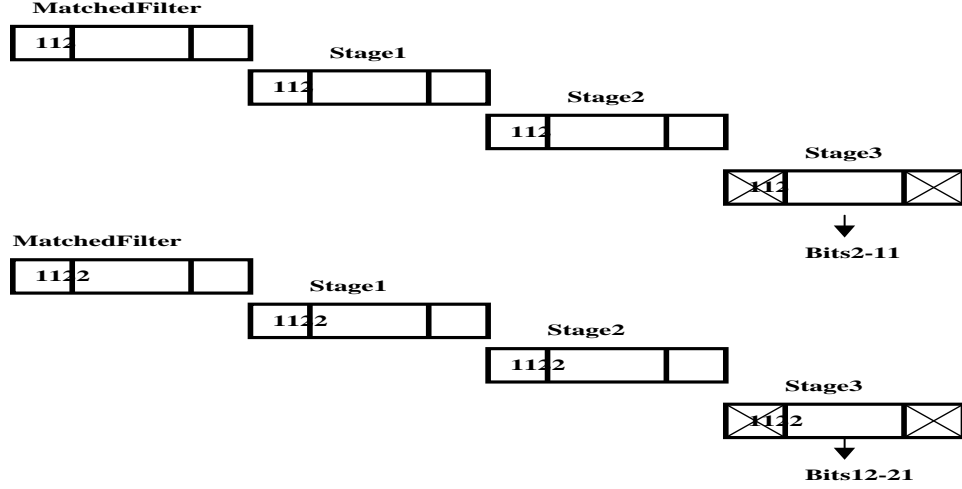 MatchedFilter
112
Stage1
112
Stage2
112
Stage3
112
Bits2-11
MatchedFilter
1122
Stage1
1122
Stage2
1122
Stage3
1122
Bits12-21